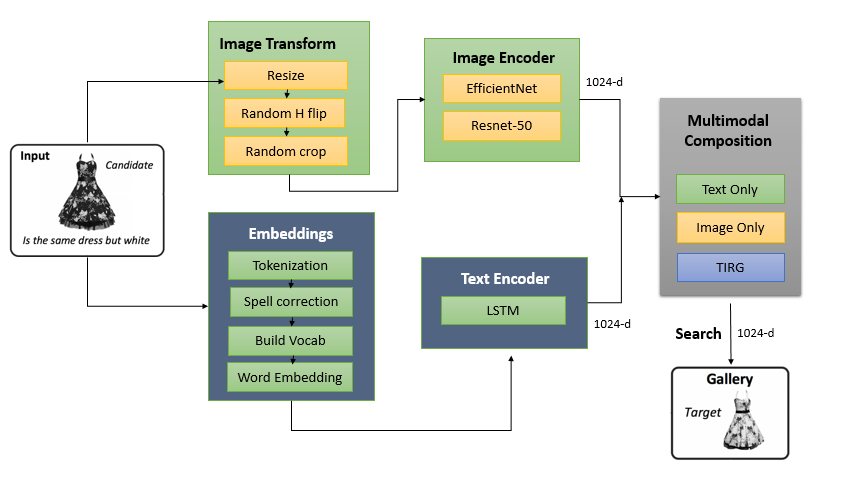 Input
Candidate
Is the same dress but white
Image Transform
Resize
Random H flip
Random crop
Embeddings
Tokenization
Spell correction
Build Vocab
Word Embedding
Image Encoder
EfficientNet
Resnet-50
1024-d
Text Encoder
LSTM
1024-d
Multimodal
Composition
Text Only
Image Only
TIRG
Search
1024-d
Gallery
Target